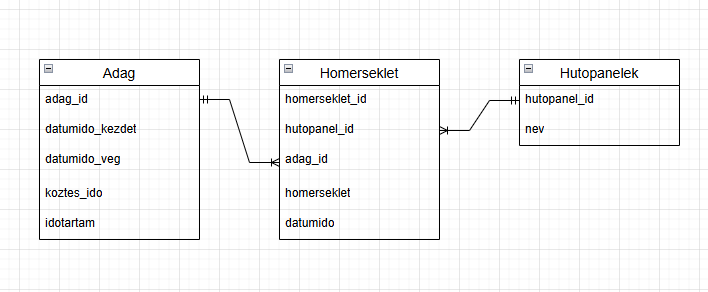 Adag
adag_id
datumido_kezdet
datumido_veg
koztes_ido
idotartam
Homerseklet
homerseklet_id
hutopanel_id
adag_id
homerseklet
datumido
Hutopanelek
hutopanel_id
nev